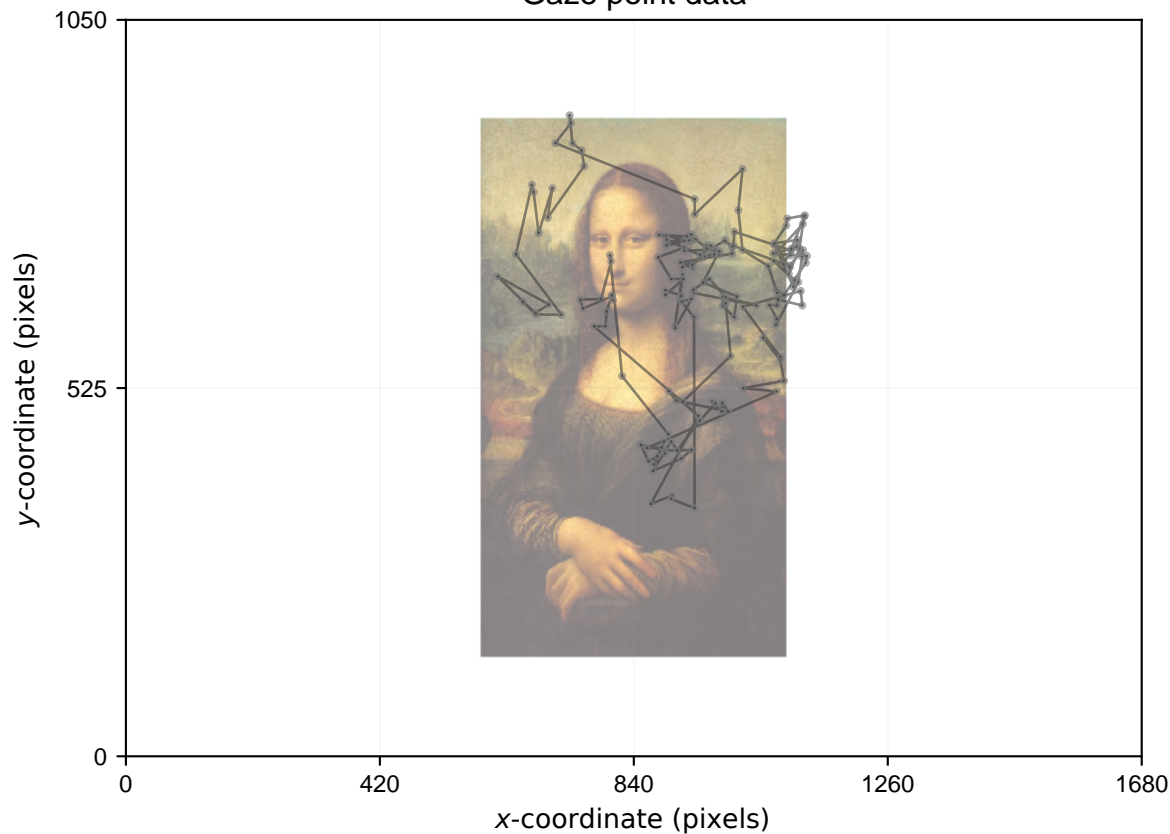 Gaze point data
1050
525
0
0 420 840 1260 1680
y-coordinate (pixels)
x-coordinate (pixels)